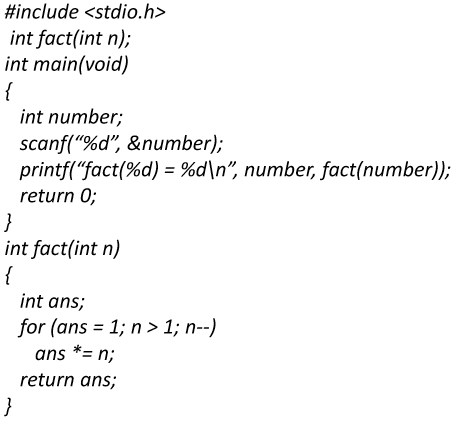 #include <stdio.h>
int fact(int n);
int main(void)
{
int number;
scanf(“%d”, &number);
printf(“fact(%d) = %d\n”, number, fact(number));
return 0;
}
int fact(int n)
{
int ans;
for (ans = 1; n > 1; n--)
ans *= n;
return ans;
}